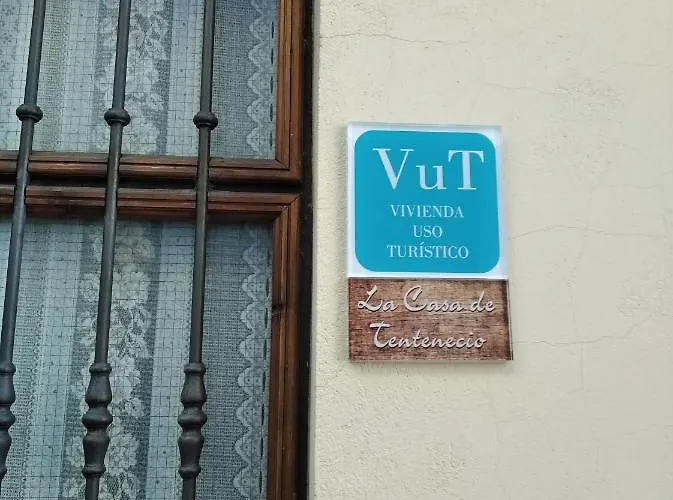 VuT
VIVIENDA
USO
TURÍSTICO
La Casa de
Tentenecio